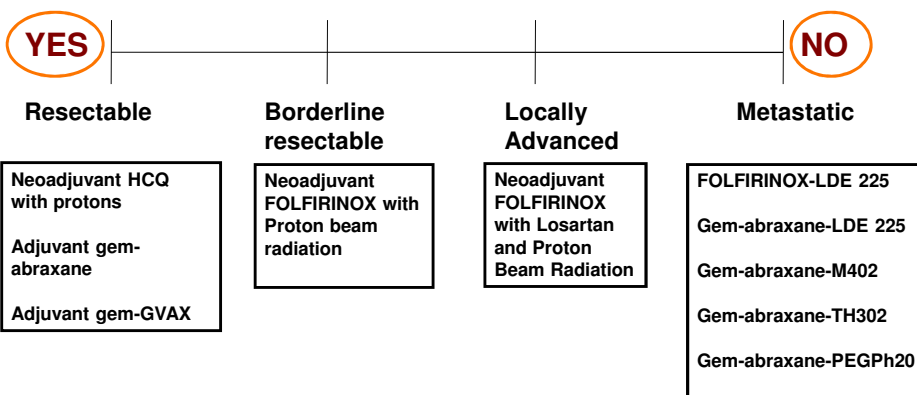 YES
NO
Resectable
Borderline
resectable
Locally
Advanced
Metastatic
Neoadjuvant HCQ
with protons
Adjuvant gem-
abraxane
Adjuvant gem-GVAX
Neoadjuvant
FOLFIRINOX with
Proton beam
radiation
Neoadjuvant
FOLFIRINOX
with Losartan
and Proton
Beam Radiation
FOLFIRINOX-LDE 225
Gem-abraxane-LDE 225
Gem-abraxane-M402
Gem-abraxane-TH302
Gem-abraxane-PEGPh20